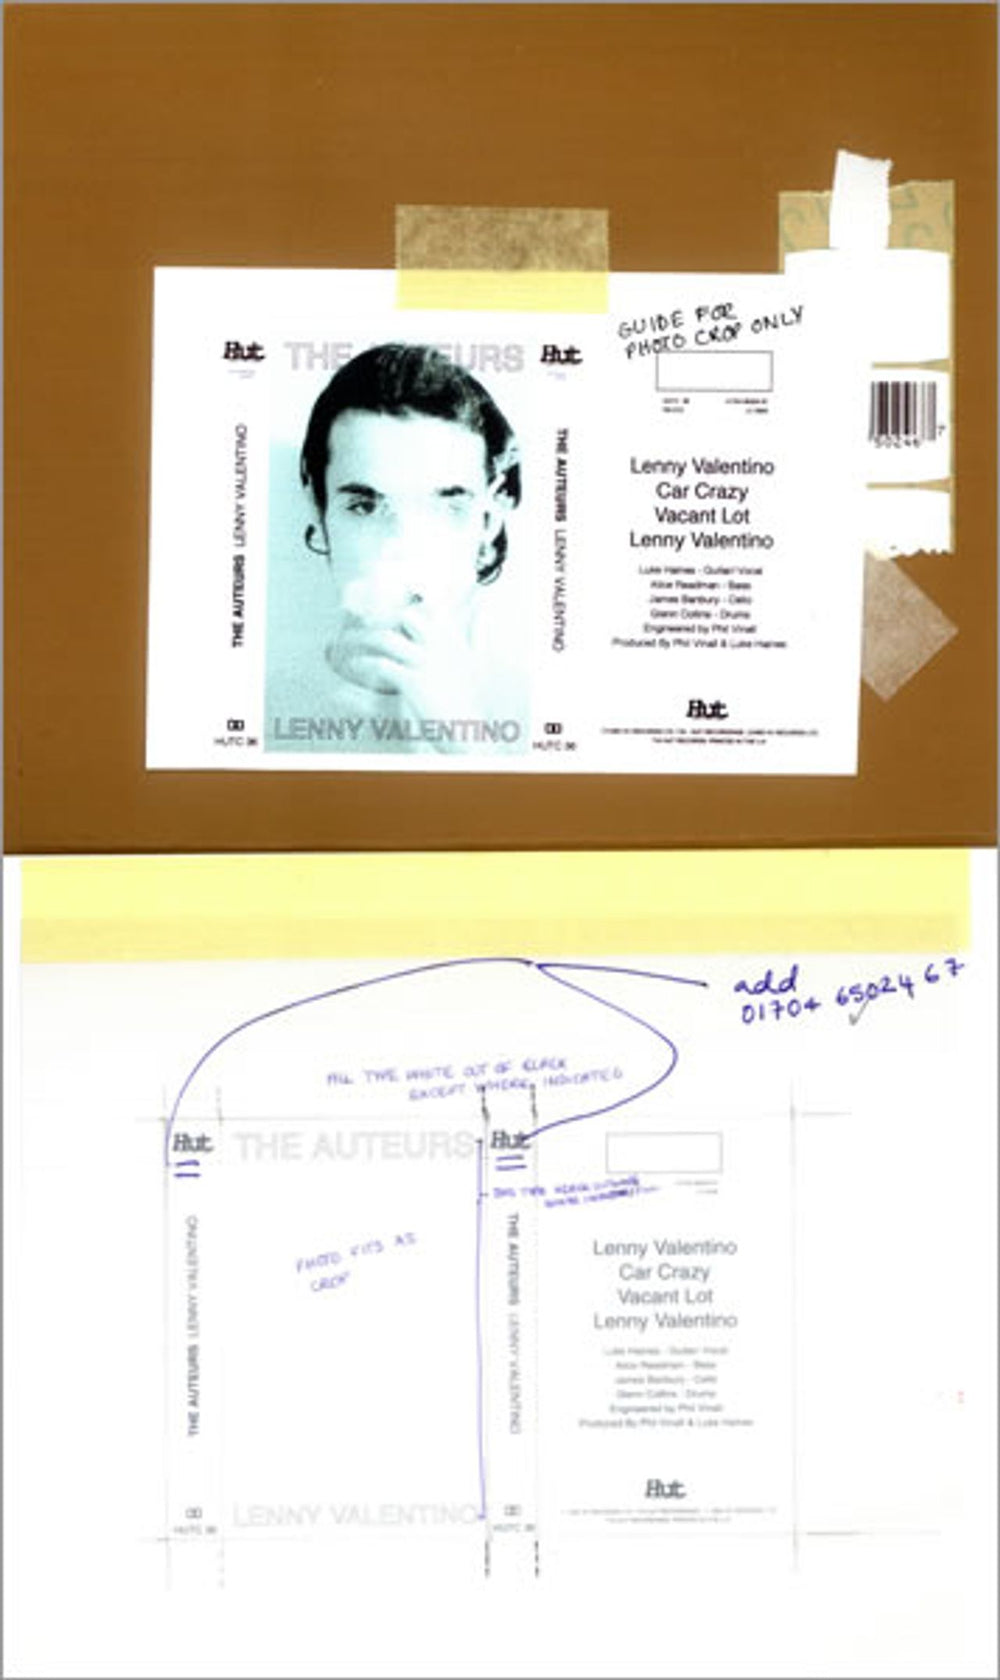 GUIDE FOR
PHOTO CROP ONLY
Hut
THE AUTEURS
Hut
THE AUTEURS LENNY VALENTINO
THE AUTEURS LENNY VALENTINO
50246 7
Lenny Valentino
Car Crazy
Vacant Lot
Lenny Valentino
Luke Haines - Guitar/ Vocal
Alice Readman - Bass
James Banbury - Cello
Glenn Collins - Drums
Engineered by Phil Vinall
Produced By Phil Vinall & Luke Haines
LENNY VALENTINO
HUTC 36
HUTC 36
Hut
add
01704 6502467
ALL TYPE WHITE OUT OF BLACK
EXCEPT WHERE INDICATED
Hut
THE AUTEURS
Hut
THE AUTEURS LENNY VALENTINO
PHOTO FITS AS
CROP
THE AUTEURS LENNY VALENTINO
Lenny Valentino
Car Crazy
Vacant Lot
Lenny Valentino
Luke Haines - Guitar/ Vocal
Alice Readman - Bass
James Banbury - Cello
Glenn Collins - Drums
Engineered by Phil Vinall
Produced By Phil Vinall & Luke Haines
Hut
LENNY VALENTINO
HUTC 36
HUTC 36